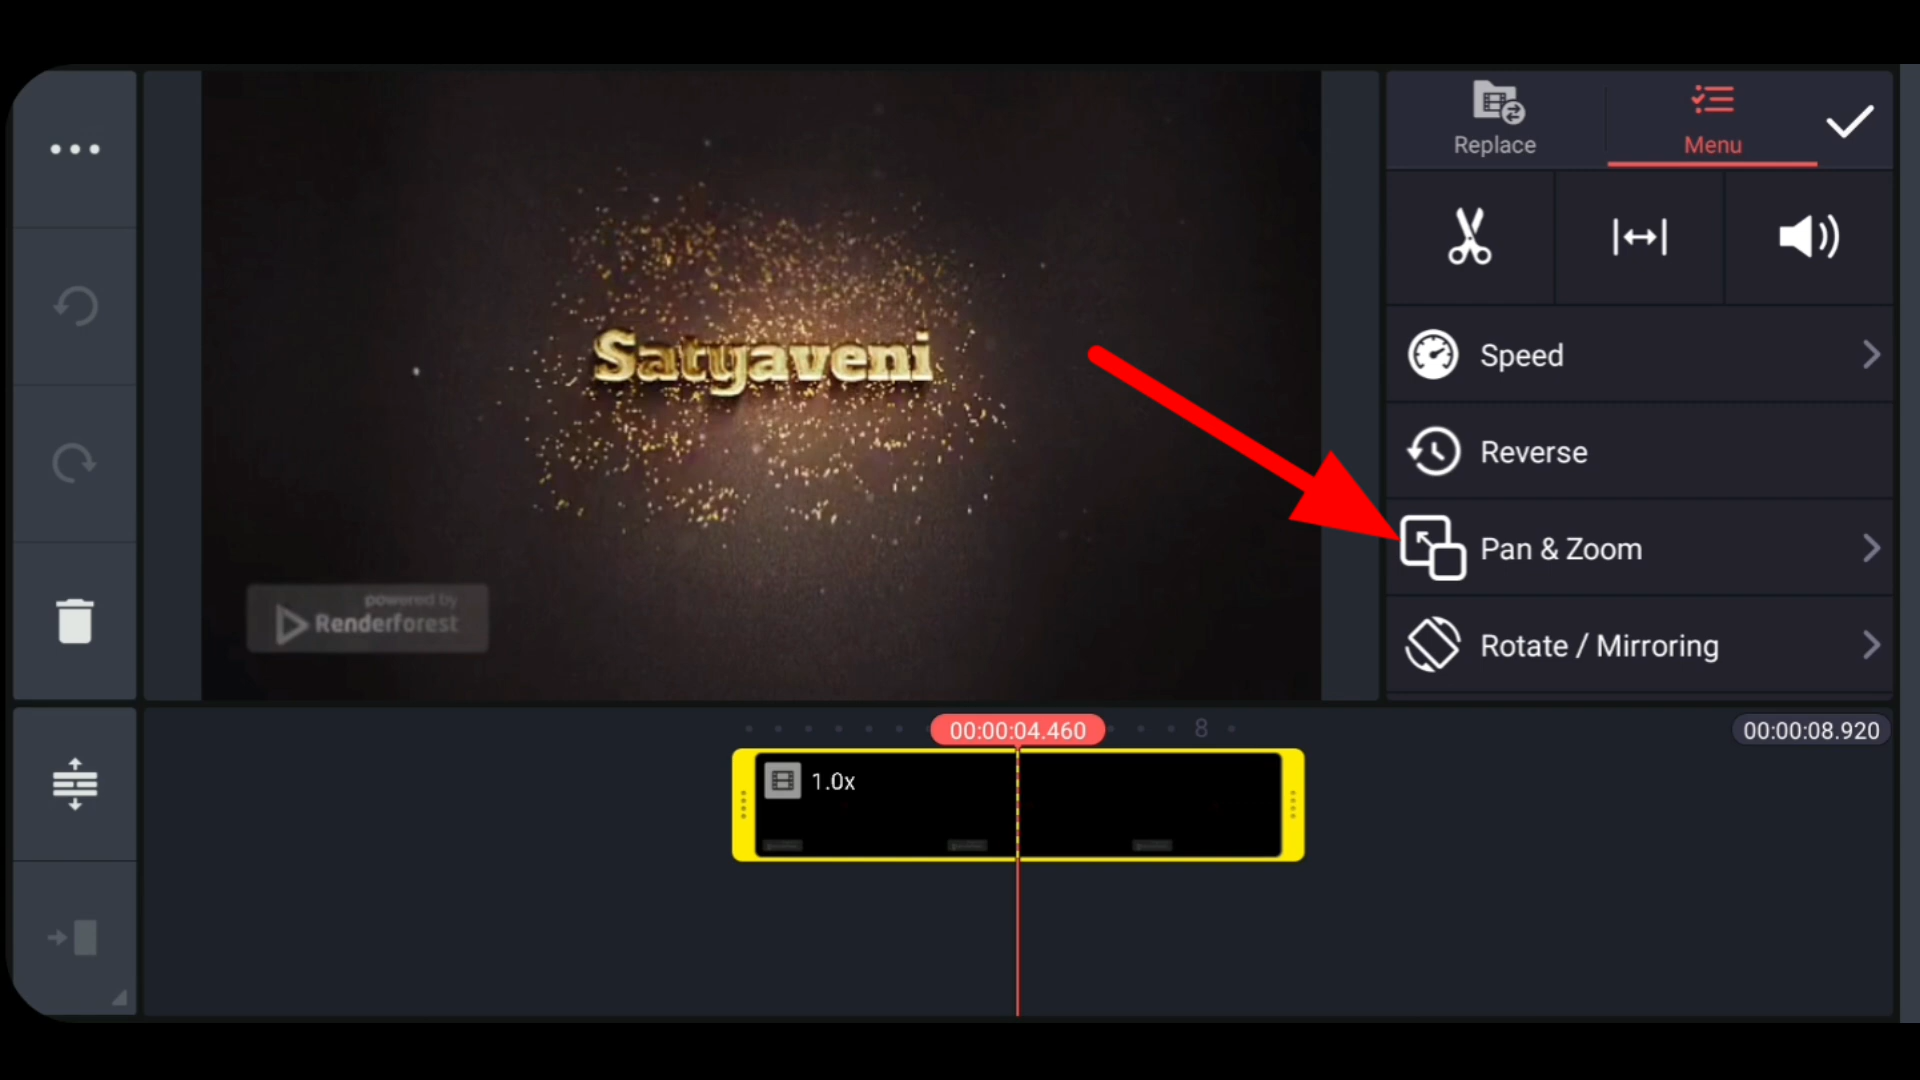 Replace
Menu
Satyaveni
Speed
Reverse
Pan & Zoom
Rotate / Mirroring
powered by
Renderforest
00:00:04.460
8
00:00:08.920
1.0x